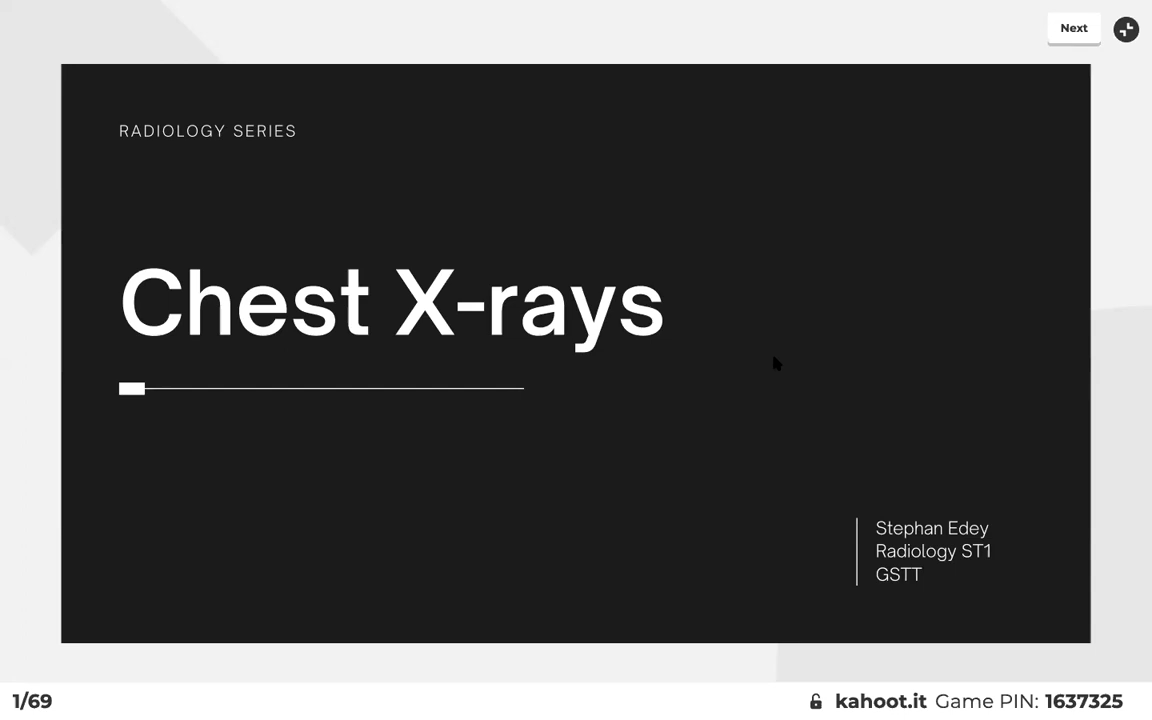 Next
RADIOLOGY SERIES
Chest X-rays
Stephan Edey
Radiology ST1
GSTT
1/69
kahoot.it Game PIN: 1637325